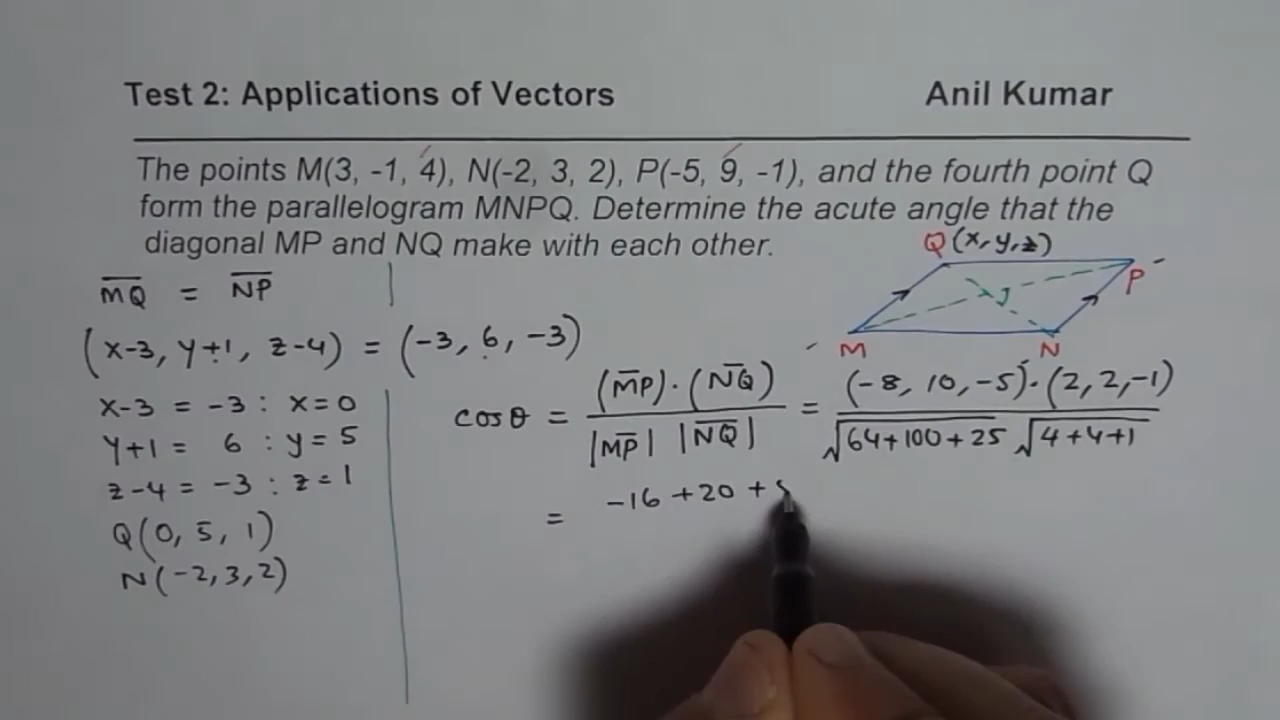 Test 2: Applications of Vectors
Anil Kumar
The points M(3, -1, 4), N(-2, 3, 2), P(-5, 9, -1), and the fourth point Q
form the parallelogram MNPQ. Determine the acute angle that the
diagonal MP and NQ make with each other.
Q (x, y, z)
P
M
N
MQ = NP
(x-3, y+1, z-4) = (-3, 6, -3)
x-3 = -3 : x=0
y+1 = 6 : y=5
z-4 = -3 : z=1
Q(0, 5, 1)
N(-2, 3, 2)
cos θ = (MP) · (NQ) / |MP| |NQ| = (-8, 10, -5) · (2, 2, -1) / √64+100+25 √4+4+1
= -16 + 20 +